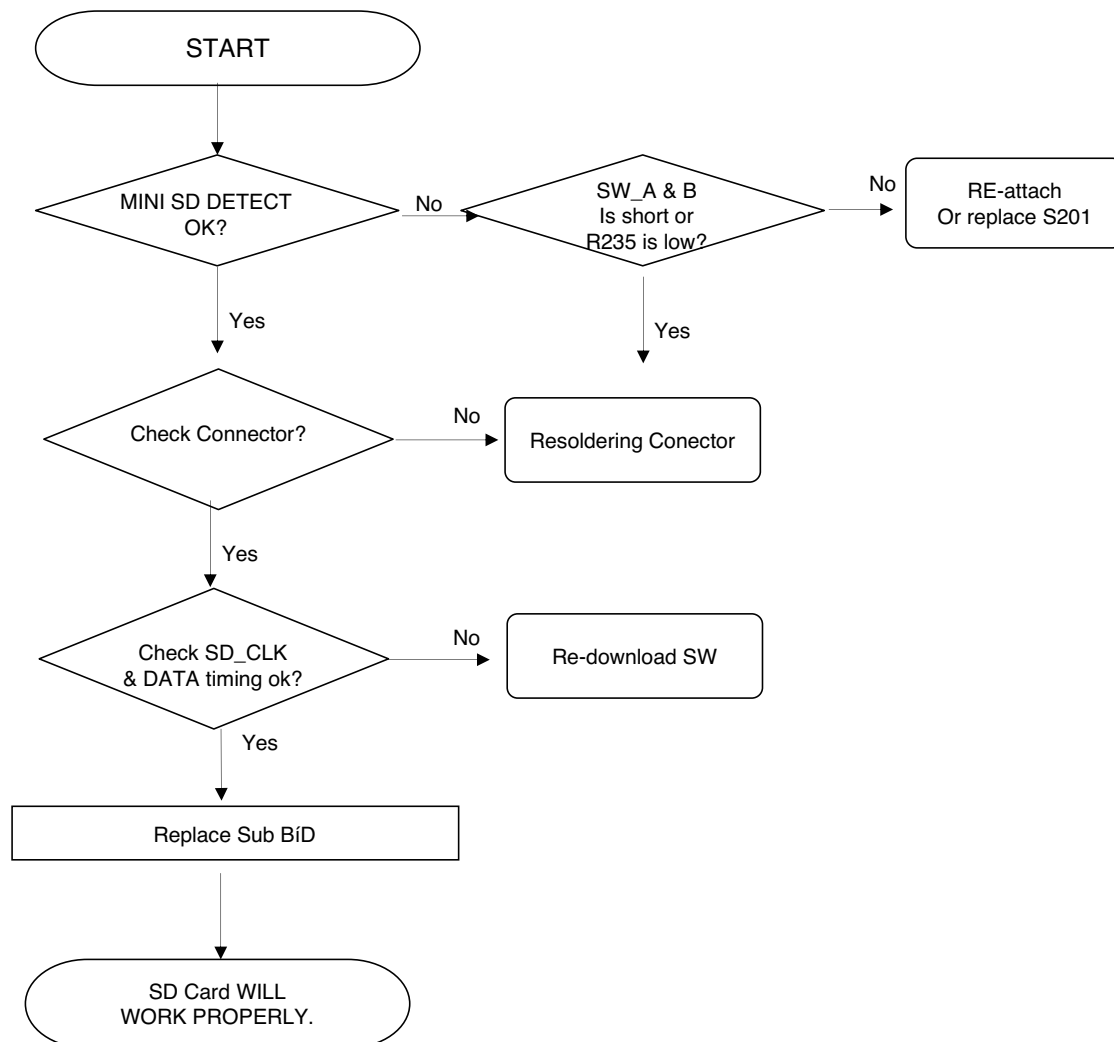 START
MINI SD DETECT
OK?
No
SW_A & B
Is short or
R235 is low?
No
RE-attach
Or replace S201
Yes
Yes
Check Connector?
No
Resoldering Conector
Yes
Check SD_CLK
& DATA timing ok?
No
Re-download SW
Yes
Replace Sub BíD
SD Card WILL
WORK PROPERLY.